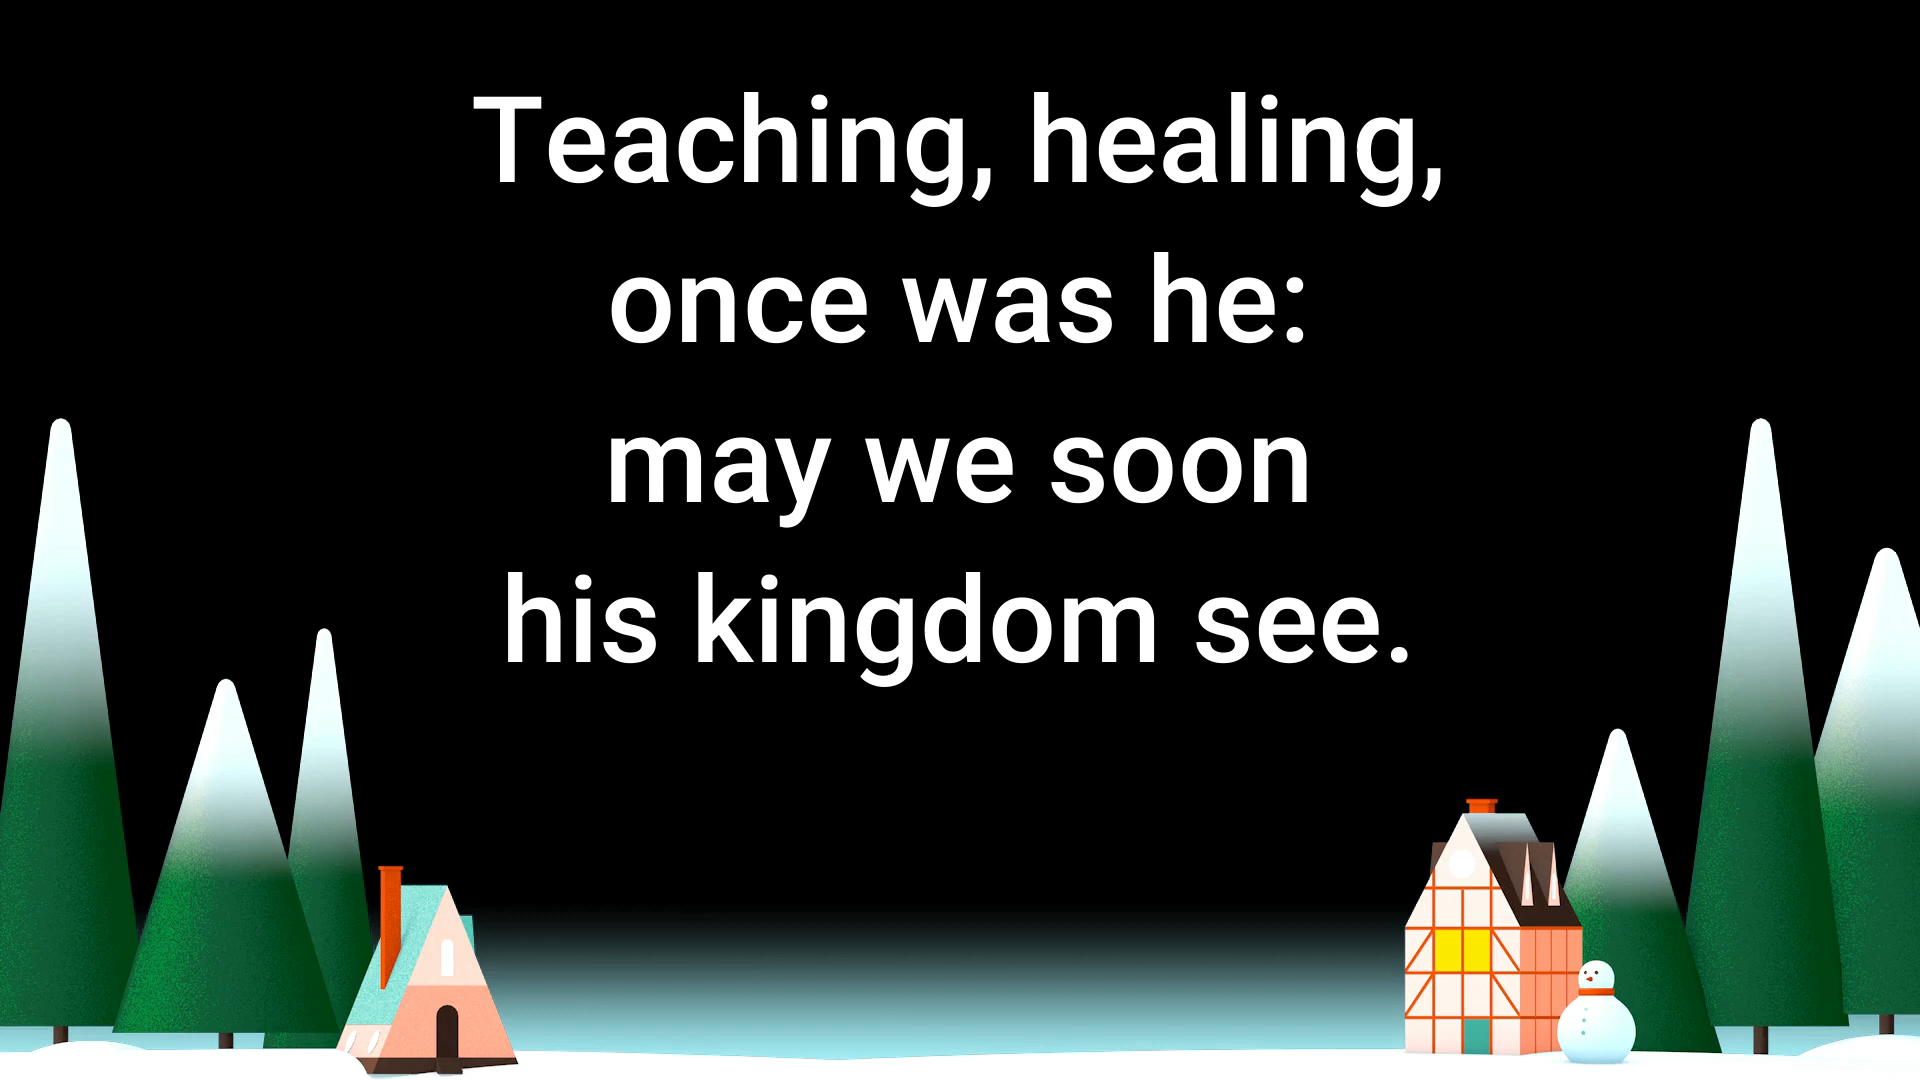 Teaching, healing,
once was he:
may we soon
his kingdom see.